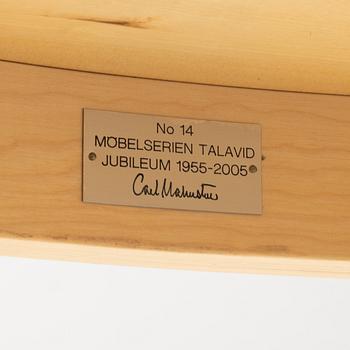 No 14
MÖBELSERIEN TALAVID
JUBILEUM 1955-2005
Carl Malmsten